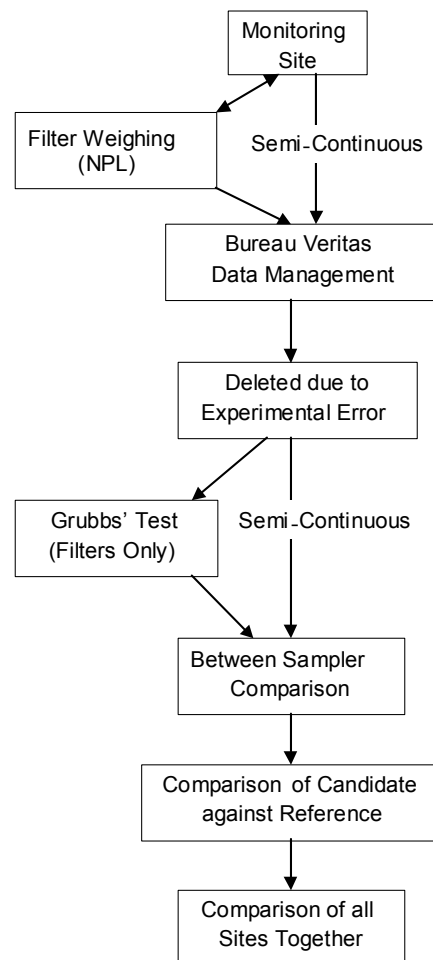 Monitoring
Site
Filter Weighing
(NPL)
Semi-Continuous
Bureau Veritas
Data Management
Deleted due to
Experimental Error
Grubbs' Test
(Filters Only)
Semi-Continuous
Between Sampler
Comparison
Comparison of Candidate
against Reference
Comparison of all
Sites Together